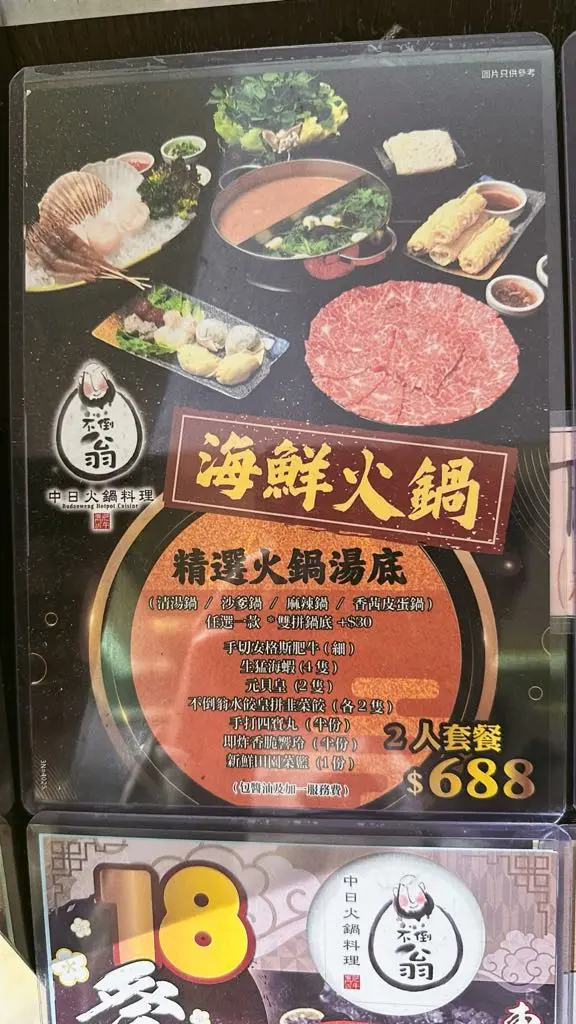 圖片只供參考
不倒
翁
中日火鍋料理
Budaoweng Hotpot Cuisine
海鮮火鍋
精選火鍋湯底
(清湯鍋 / 沙爹鍋 / 麻辣鍋 / 香茜皮蛋鍋)
任選一款 *雙拼鍋底 +$30
手切安格斯肥牛 (細)
生猛海蝦 (4隻)
元貝皇 (2隻)
不倒翁水餃皇拼韮菜餃 (各2隻)
手打四寶丸 (半份)
即炸香脆響玲 (半份)
新鮮田園菜籃 (1份)
(包醬油及加一服務費)
2人套餐
$688
18
中日火鍋料理
不倒
翁